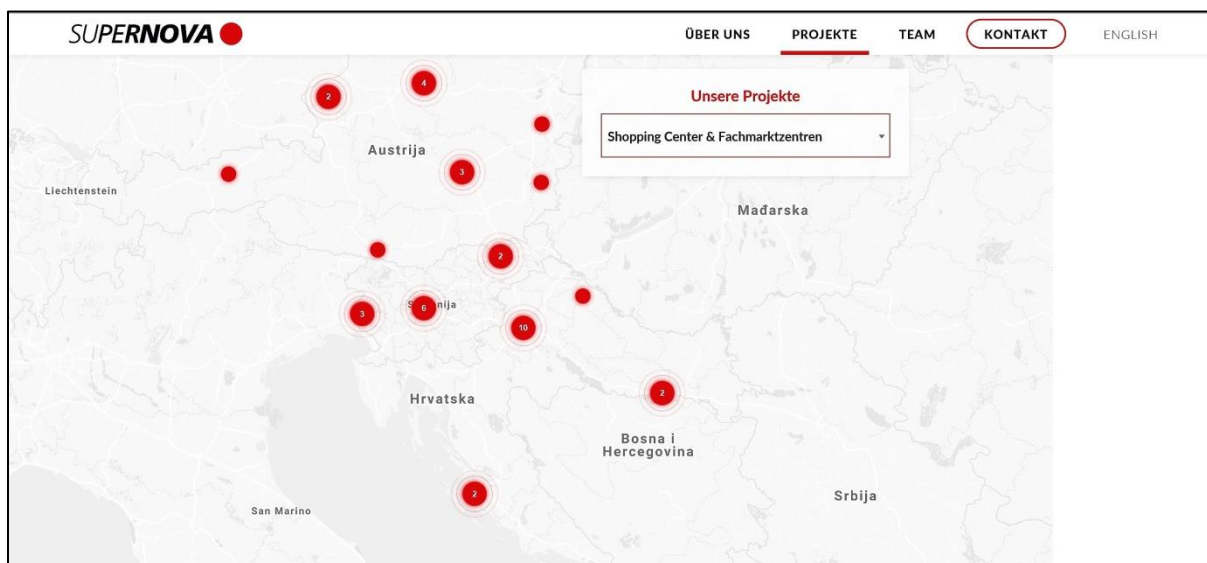 SUPERNOVA
ÜBER UNS
PROJEKTE
TEAM
KONTAKT
ENGLISH
Unsere Projekte
Shopping Center & Fachmarktzentren
2
4
Austrija
3
Liechtenstein
Mađarska
2
3
6
10
Hrvatska
2
Bosna i
Hercegovina
2
San Marino
Srbija